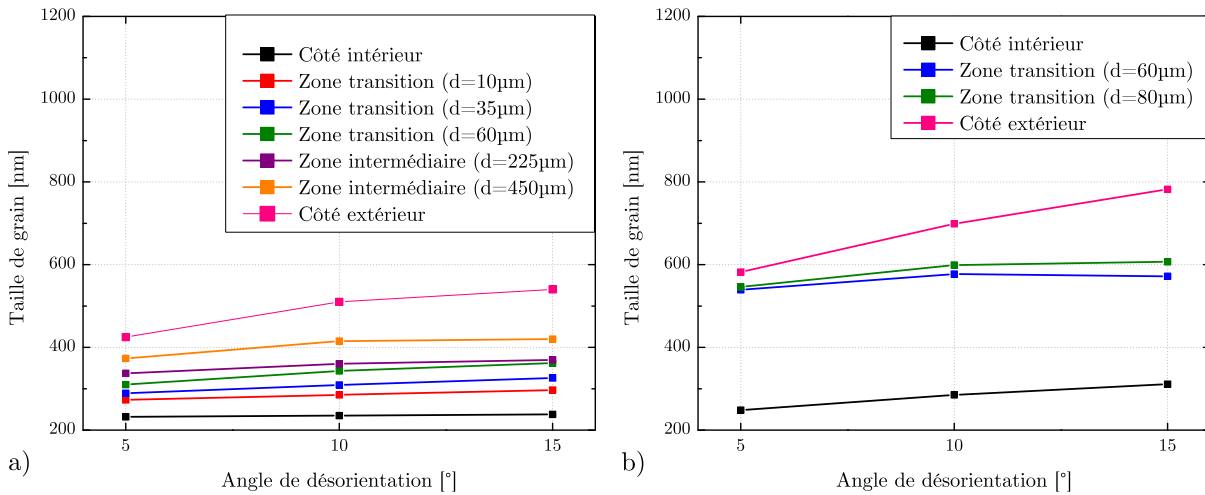 1200
1000
800
600
400
200
Taille de grain [nm]
5
10
15
Angle de désorientation [°]
a)
Côté intérieur
Zone transition (d=10µm)
Zone transition (d=35µm)
Zone transition (d=60µm)
Zone intermédiaire (d=225µm)
Zone intermédiaire (d=450µm)
Côté extérieur
1200
1000
800
600
400
200
Taille de grain [nm]
5
10
15
Angle de désorientation [°]
b)
Côté intérieur
Zone transition (d=60µm)
Zone transition (d=80µm)
Côté extérieur